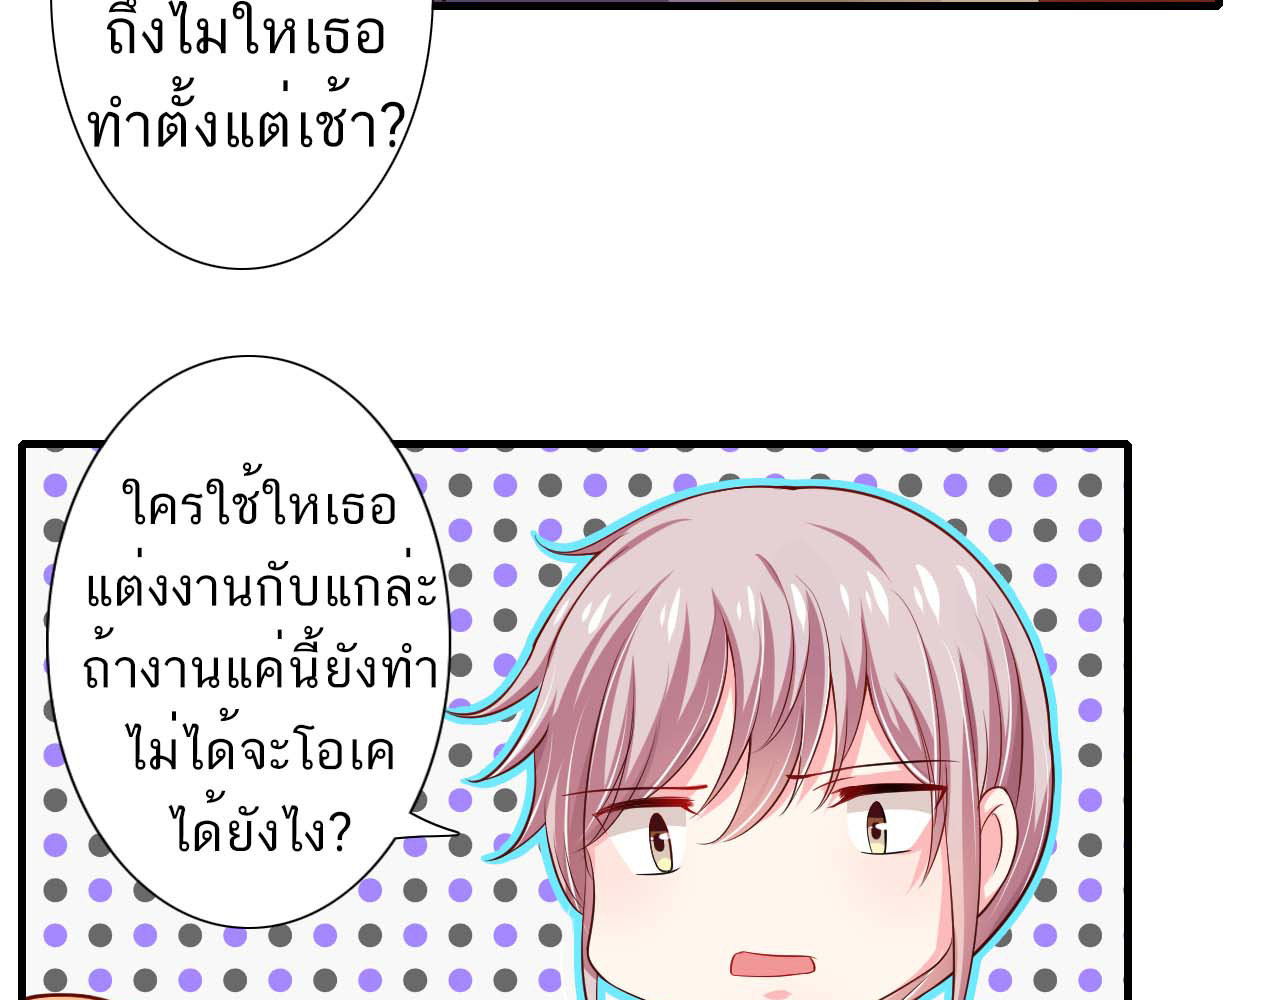 ถึงไม่ให้เธอ
ทำตั้งแต่เช้า?
ใครใช้ให้เธอ
แต่งงานกับแกล่ะ
ถ้างานแค่นี้ยังทำ
ไม่ได้จะโอเค
ได้ยังไง?